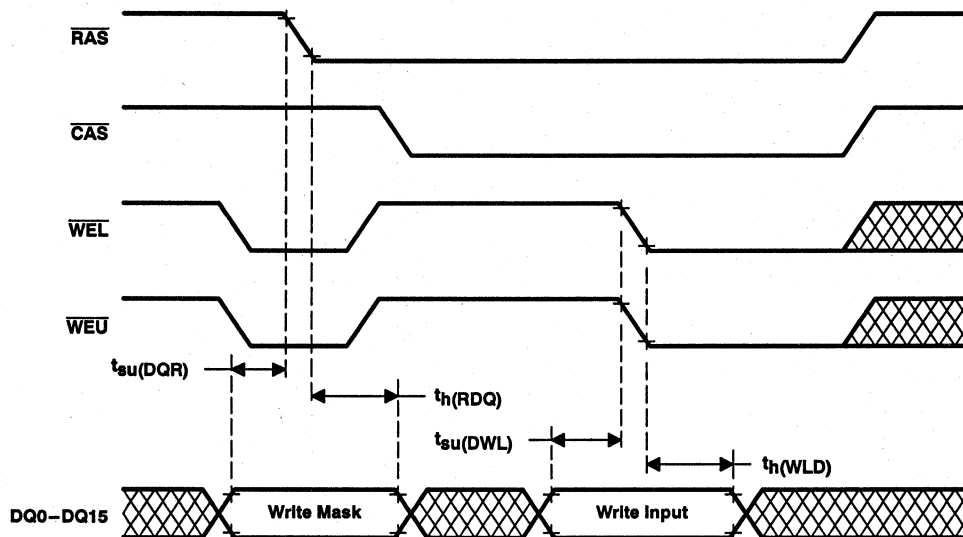 RAS
CAS
WEL
WEU
tsu(DQR)
th(RDQ)
tsu(DWL)
th(WLD)
DQ0–DQ15
Write Mask
Write Input